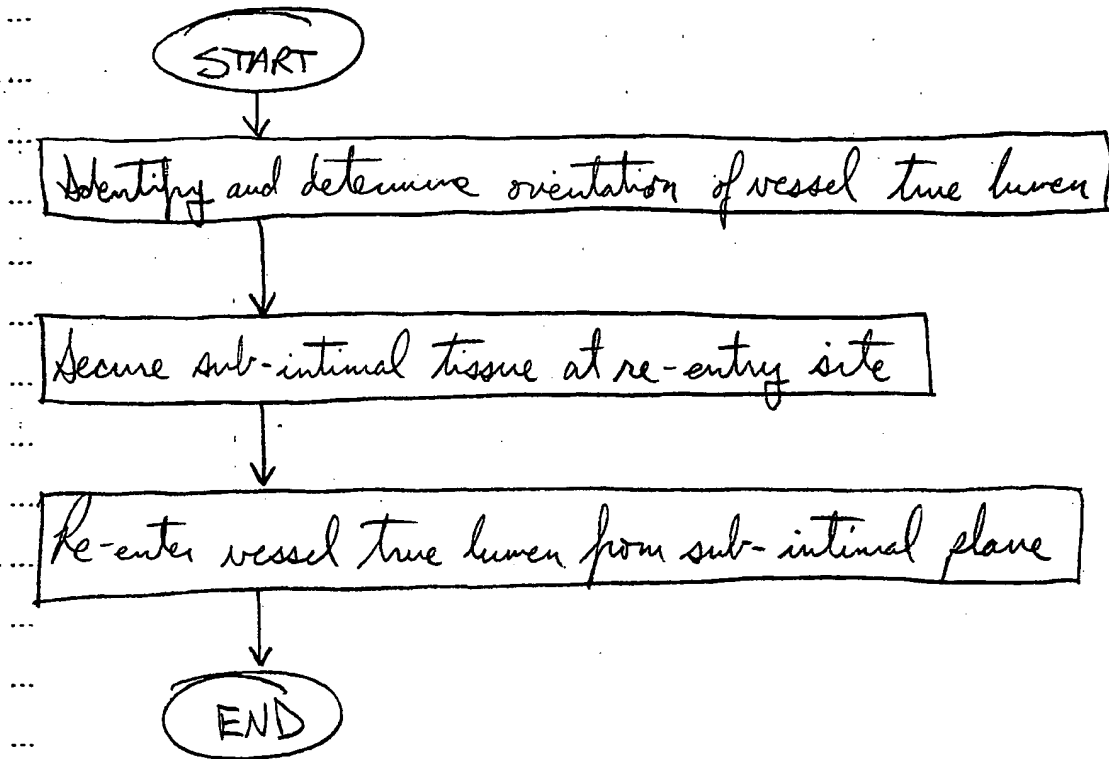 START
Identify and determine orientation of vessel true lumen
Secure sub-intimal tissue at re-entry site
Re-enter vessel true lumen from sub-intimal plane
END